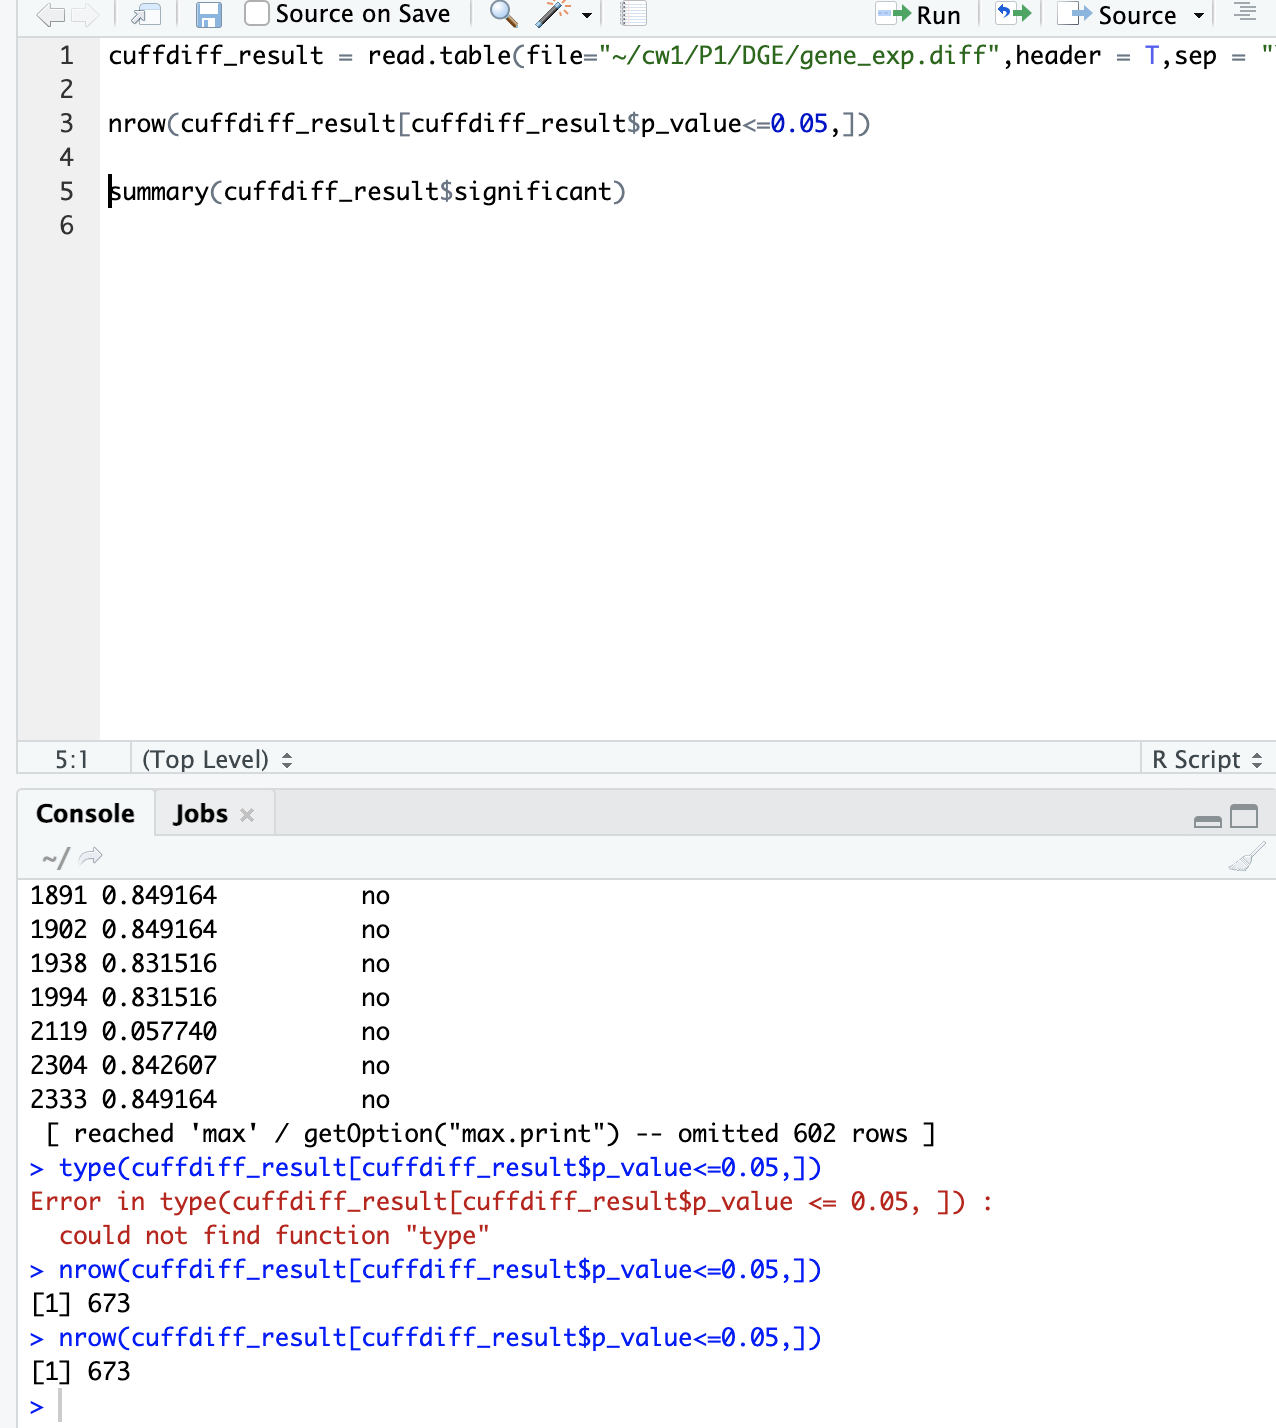 Source on Save Run Source
1 cuffdiff_result = read.table(file="~/cw1/P1/DGE/gene_exp.diff",header = T,sep = "
2
3 nrow(cuffdiff_result[cuffdiff_result$p_value<=0.05,])
4
5 summary(cuffdiff_result$significant)
6
5:1 (Top Level) R Script
Console Jobs
~/
1891 0.849164 no
1902 0.849164 no
1938 0.831516 no
1994 0.831516 no
2119 0.057740 no
2304 0.842607 no
2333 0.849164 no
[ reached 'max' / getOption("max.print") -- omitted 602 rows ]
> type(cuffdiff_result[cuffdiff_result$p_value<=0.05,])
Error in type(cuffdiff_result[cuffdiff_result$p_value <= 0.05, ]) :
could not find function "type"
> nrow(cuffdiff_result[cuffdiff_result$p_value<=0.05,])
[1] 673
> nrow(cuffdiff_result[cuffdiff_result$p_value<=0.05,])
[1] 673
>